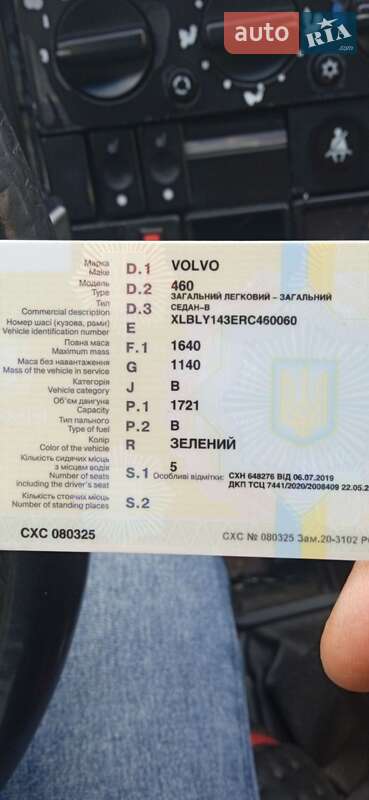 auto RIA
.com
Марка
Make D.1 VOLVO
Модель
Type D.2 460
ЗАГАЛЬНИЙ ЛЕГКОВИЙ - ЗАГАЛЬНИЙ
Тип
Commercial description D.3 СЕДАН-B
Номер шасі (кузова, рами)
Vehicle identification number E XLBLY143ERC460060
Повна маса
Maximum mass F.1 1640
Маса без навантаження
Mass of the vehicle in service G 1140
Категорія
Vehicle category J B
Об'єм двигуна
Capacity P.1 1721
Тип пального
Type of fuel P.2 B
Колір
Color of the vehicle R ЗЕЛЕНИЙ
Кількість сидячих місць
з місцем водія
Number of seats
including the driver's seat S.1 5
Особливі відмітки: СХН 648276 ВІД 06.07.2019
ДКП ТСЦ 7441/2020/2008409 22.05.2
Кількість стоячих місць
Number of standing places S.2
СХС 080325
СХС № 080325 Зам.20-3102